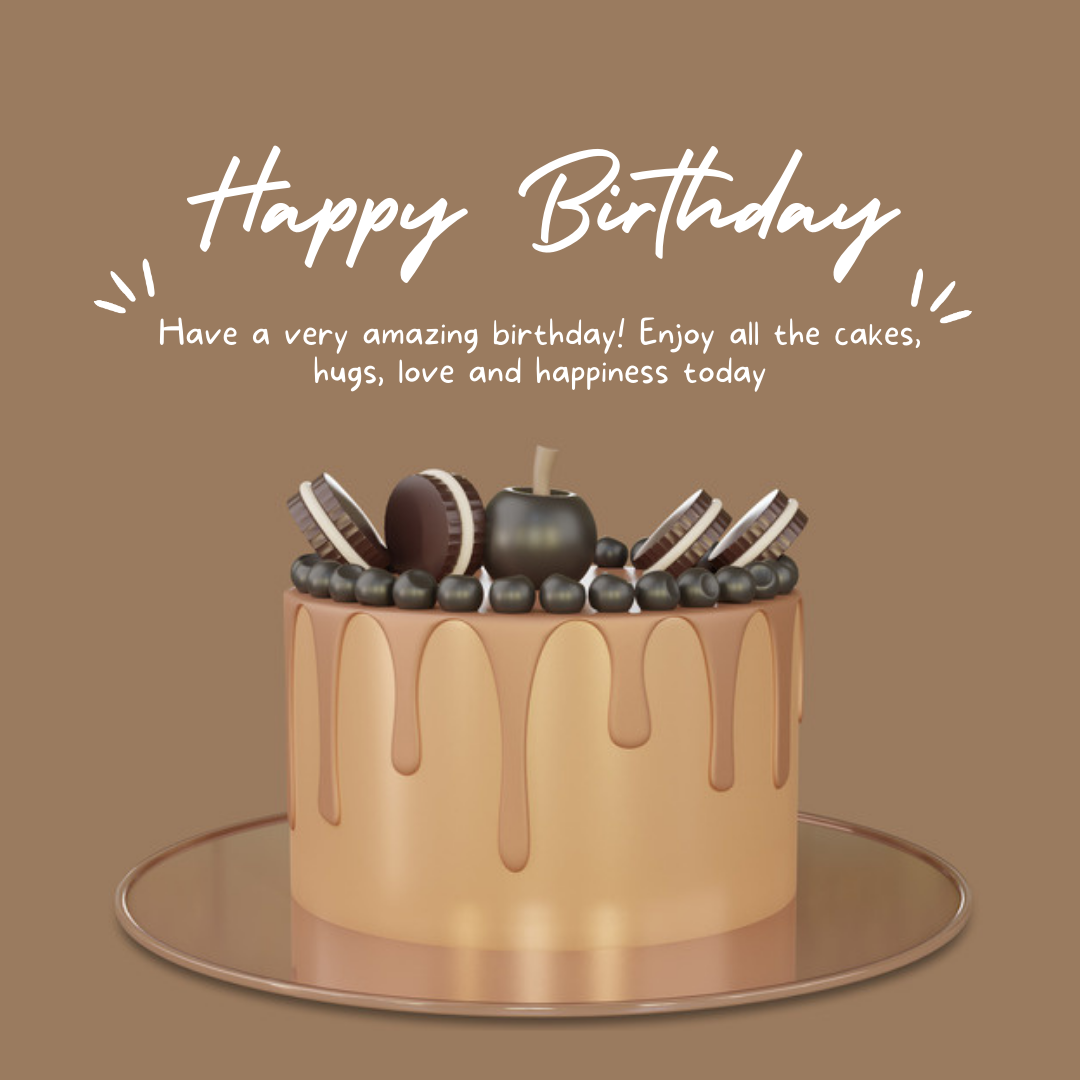 Happy Birthday
Have a very amazing birthday! Enjoy all the cakes,
hugs, love and happiness today